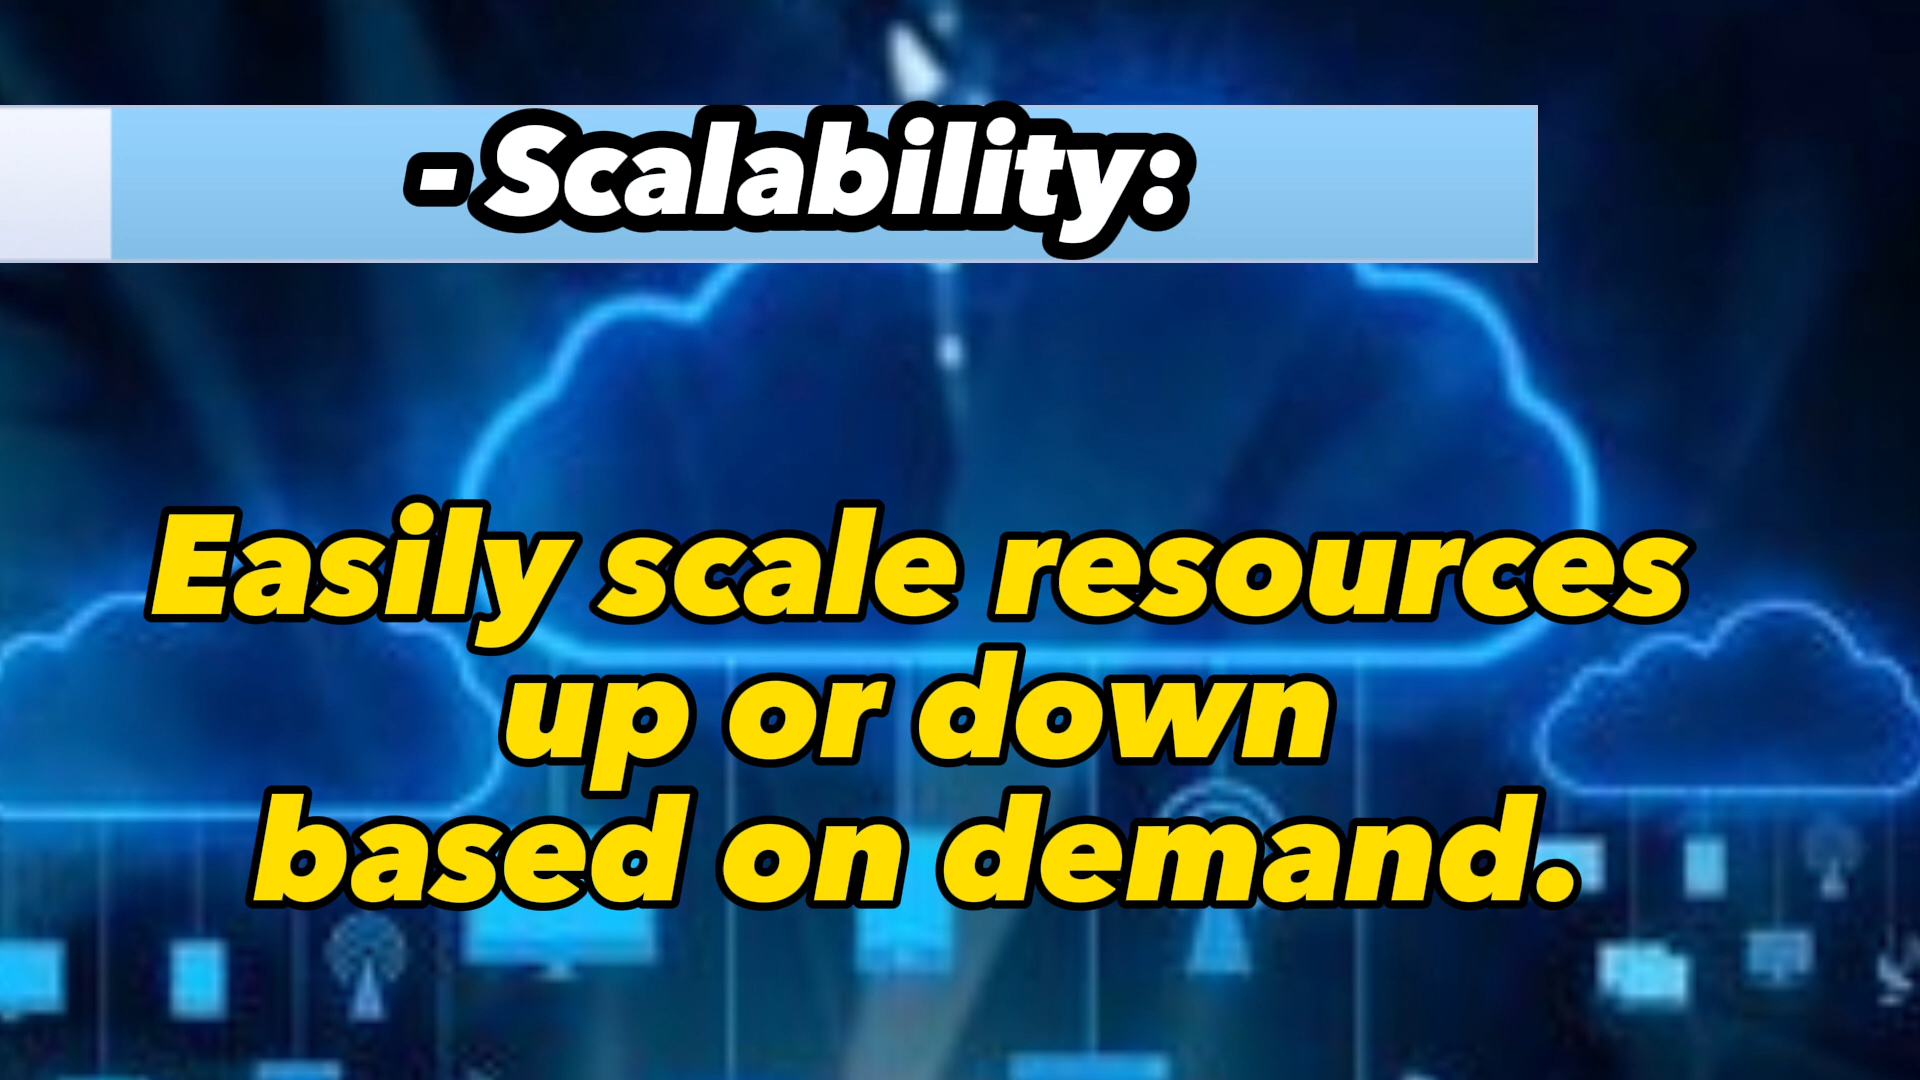 - Scalability:
Easily scale resources
up or down
based on demand.